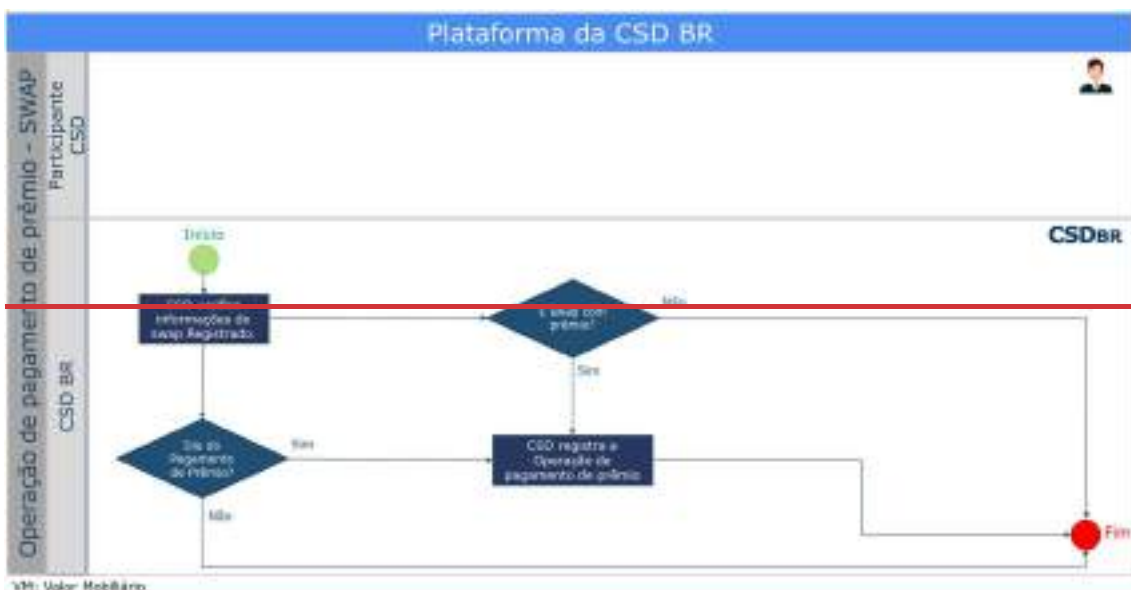 Plataforma da CSD BR
Operação de pagamento de prêmio - SWAP
Participante
CSD
CSDBR
CSD BR
Início
informações do
swap Registrado
prêmio?
Não
Sim
Dia do
Pagamento
de Prêmio?
Sim
Não
CSD registra a
Operação de
pagamento de prêmio
Fim
VM: Valor Mobiliário